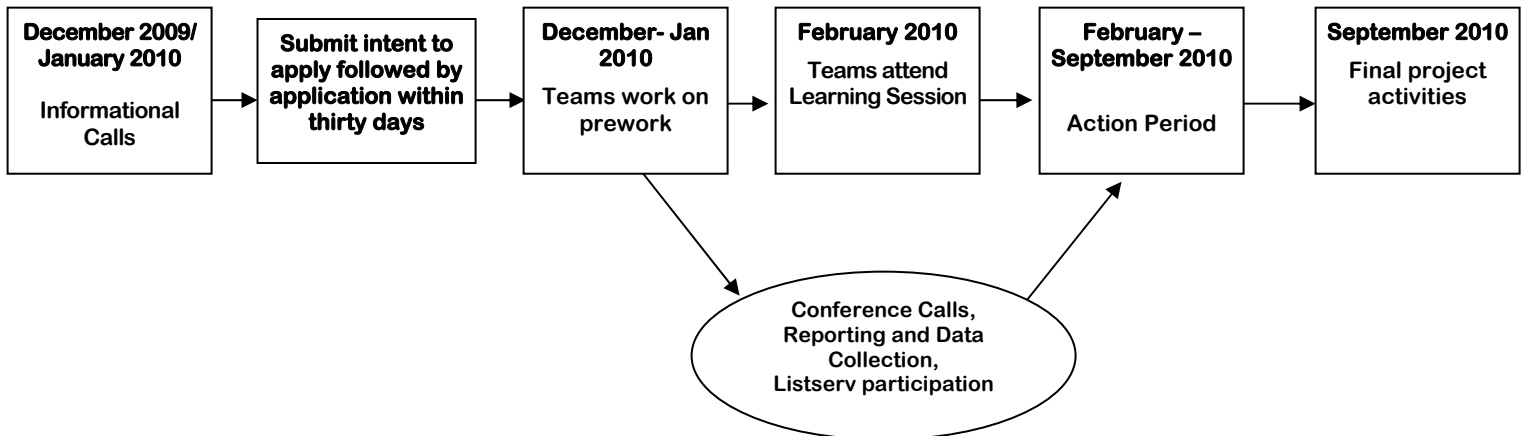 December 2009/
January 2010
Informational
Calls
Submit intent to
apply followed by
application within
thirty days
December- Jan
2010
Teams work on
prework
February 2010
Teams attend
Learning Session
February –
September 2010
Action Period
September 2010
Final project
activities
Conference Calls,
Reporting and Data
Collection,
Listserv participation